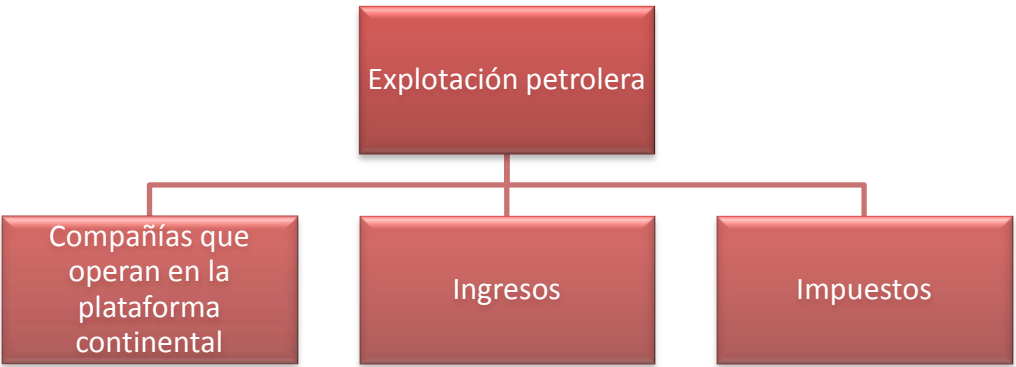 Explotación petrolera
Compañías que
operan en la
plataforma
continental
Ingresos
Impuestos